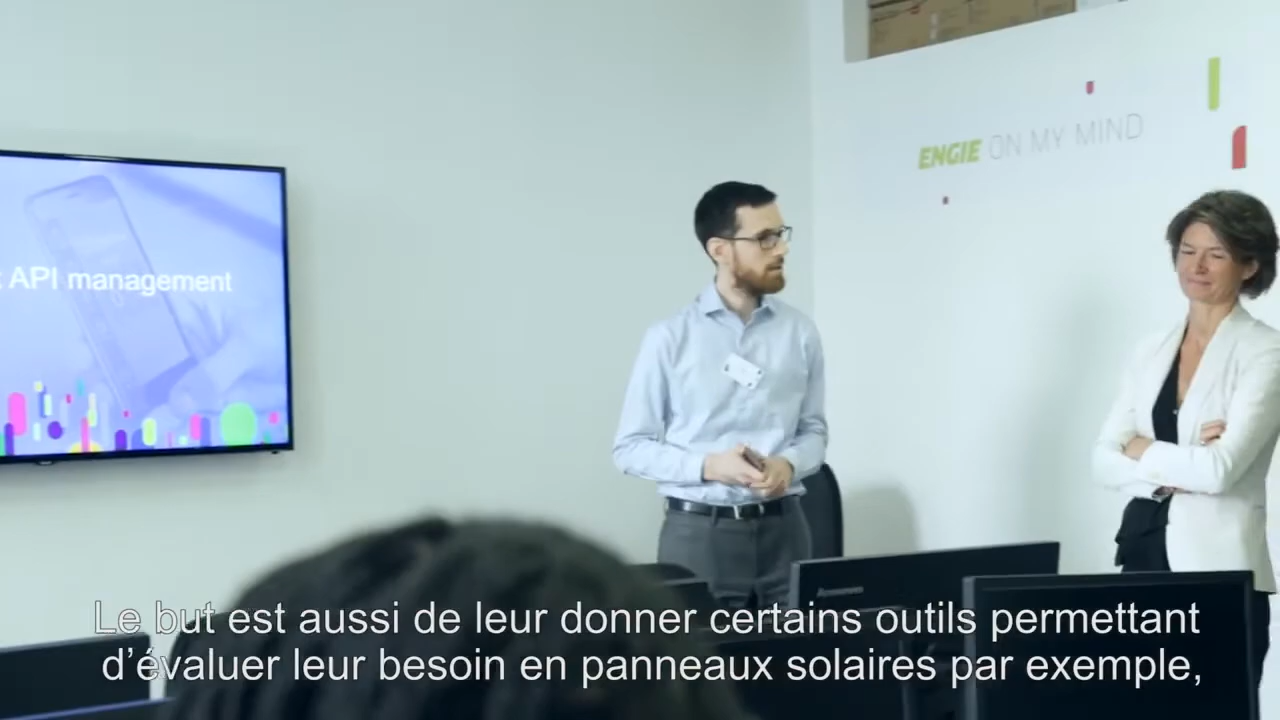 ENGIE ON MY MIND
API management
Lenovo
Le but est aussi de leur donner certains outils permettant
d’évaluer leur besoin en panneaux solaires par exemple,